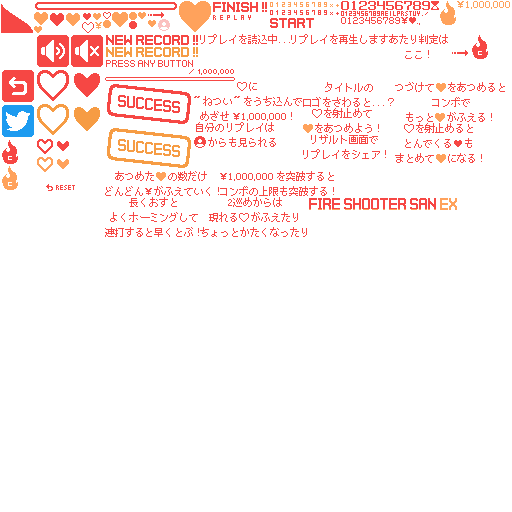 FINISH !!
REPLAY
0123456789x
0123456789x
0123456789X
0123456789¥♥.,
¥1,000,000
START
NEW RECORD !!
リプレイを読込中...リプレイを再生しますあたり判定は
NEW RECORD !!
ここ！
PRESS ANY BUTTON
/ 1,000,000
SUCCESS
♡に
タイトルの
つづけて♥をあつめると
〝ねつい〝をうち込んで
ロゴをさわると...？
コンボで
めざせ ¥1,000,000！
♡を射止めて
もっと♥がふえる！
自分のリプレイは
♥をあつめよう！
♡を射止めると
SUCCESS
からも見られる
リザルト画面で
とんでくる♥も
リプレイをシェア！
まとめて♥になる！
あつめた♥の数だけ
¥1,000,000 を突破すると
RESET
どんどん¥がふえていく！
コンボの上限も突破する！
長くおすと
2巡めからは
FIRE SHOOTER SAN EX
よくホーミングして
現れる♡がふえたり
連打すると早くとぶ！
ちょっとかたくなったり